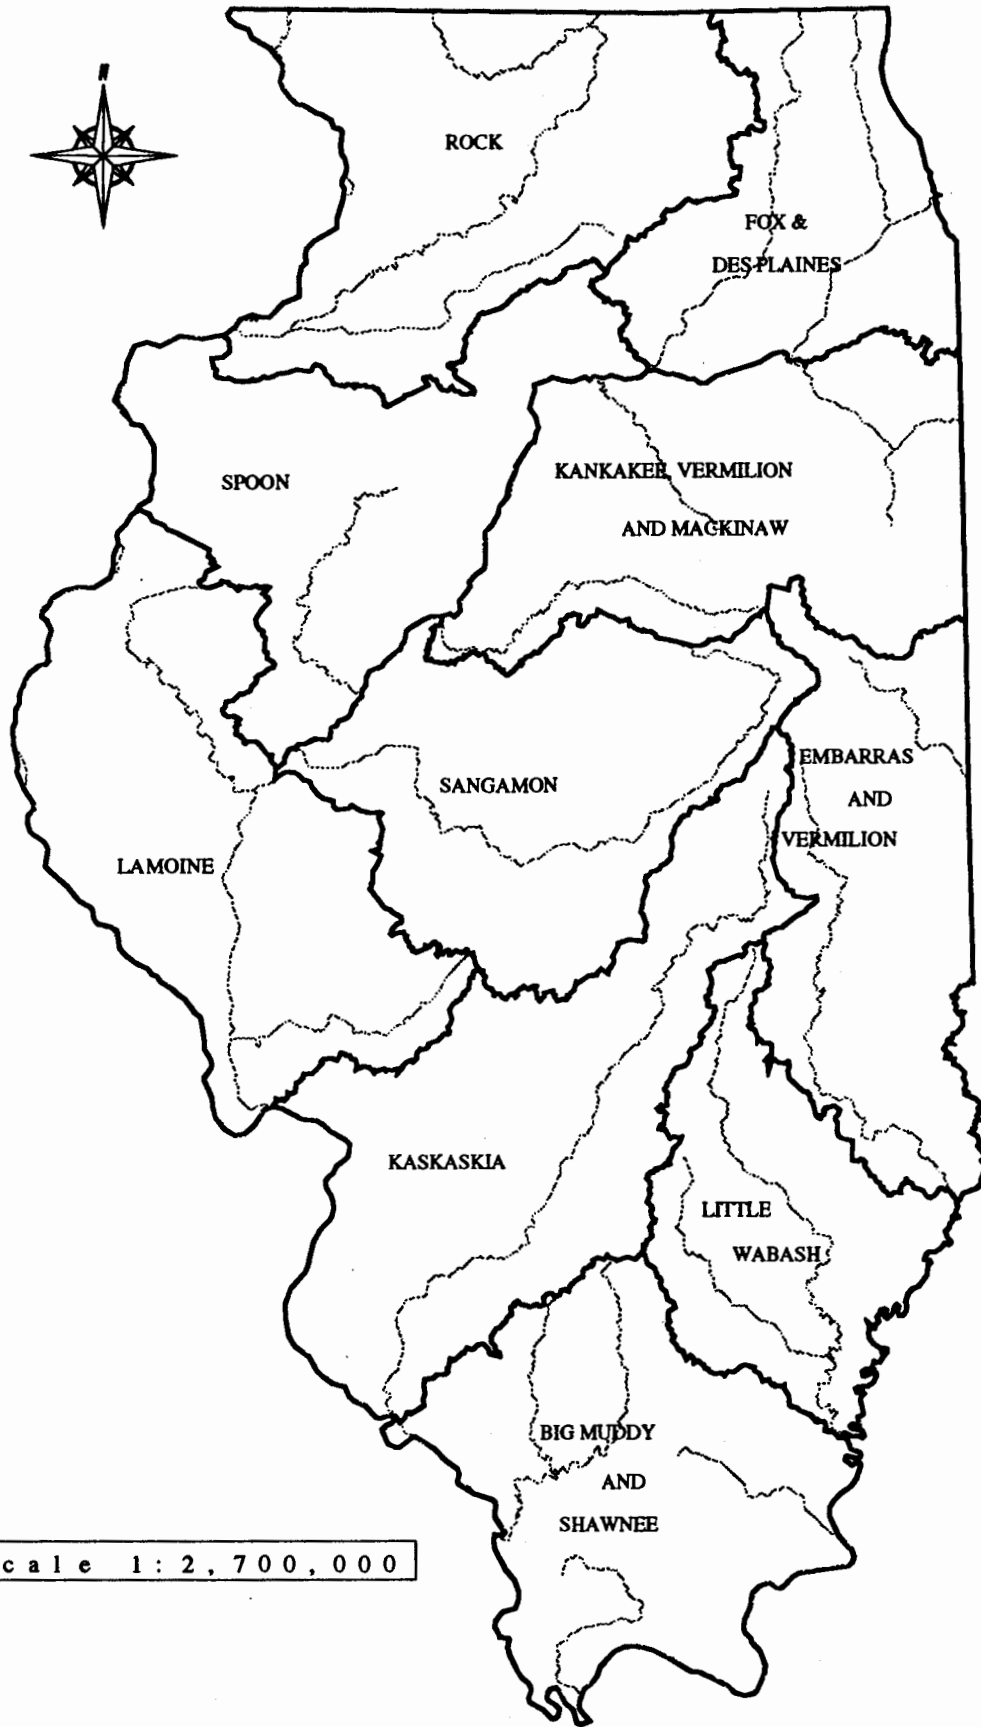 N
ROCK
FOX &
DES PLAINES
SPOON
KANKAKEE, VERMILION
AND MACKINAW
EMBARRAS
AND
VERMILION
SANGAMON
LAMOINE
KASKASKIA
LITTLE
WABASH
BIG MUDDY
AND
SHAWNEE
cale 1:2,700,000